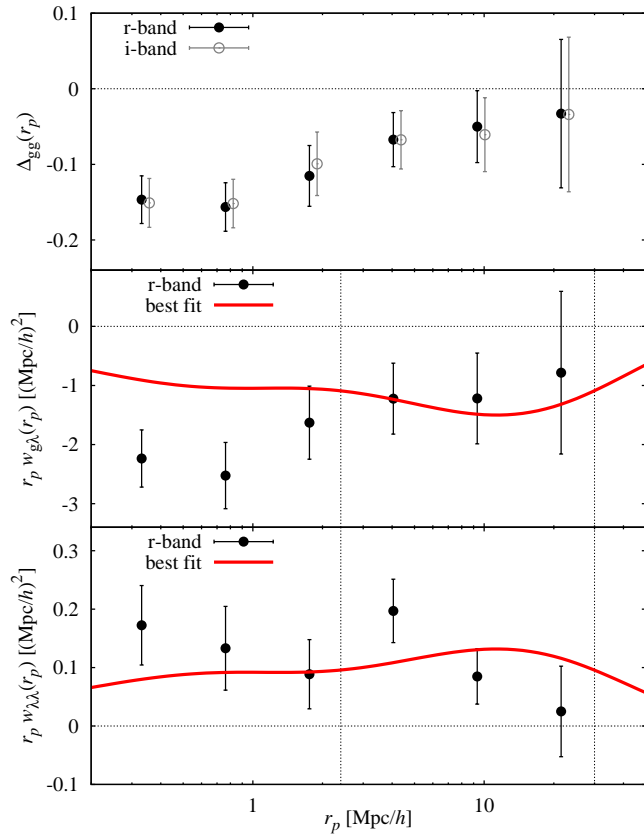 0.1
r-band
i-band
0
-0.1
-0.2
Δgg(rp)
r-band
best fit
0
-1
-2
-3
rp wgλ(rp) [(Mpc/h)²]
r-band
best fit
0.3
0.2
0.1
0
-0.1
rp wλλ(rp) [(Mpc/h)²]
1
10
rp [Mpc/h]